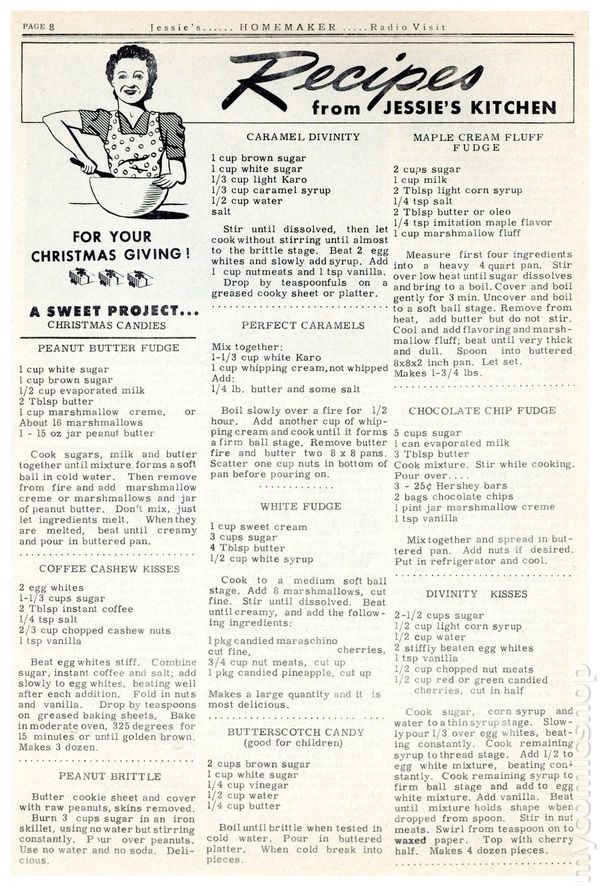 PAGE 8
Jessie's...... HOMEMAKER .....Radio Visit
Recipes
from JESSIE'S KITCHEN
FOR YOUR
CHRISTMAS GIVING!
A SWEET PROJECT...
CHRISTMAS CANDIES
PEANUT BUTTER FUDGE
1 cup white sugar
1 cup brown sugar
1/2 cup evaporated milk
2 Tblsp butter
1 cup marshmallow creme, or
About 16 marshmallows
1 - 15 oz jar peanut butter
Cook sugars, milk and butter
together until mixture forms a soft
ball in cold water. Then remove
from fire and add marshmallow
creme or marshmallows and jar
of peanut butter. Don't mix, just
let ingredients melt. When they
are melted, beat until creamy
and pour in buttered pan.
COFFEE CASHEW KISSES
2 egg whites
1-1/3 cups sugar
2 Tblsp instant coffee
1/4 tsp salt
2/3 cup chopped cashew nuts
1 tsp vanilla
Beat egg whites stiff. Combine
sugar, instant coffee and salt; add
slowly to egg whites, beating well
after each addition. Fold in nuts
and vanilla. Drop by teaspoons
on greased baking sheets, Bake
in moderate oven, 325 degrees for
15 minutes or until golden brown.
Makes 3 dozen.
PEANUT BRITTLE
Butter cookie sheet and cover
with raw peanuts, skins removed.
Burn 3 cups sugar in an iron
skillet, using no water but stirring
constantly. P ur over peanuts.
Use no water and no soda. Deli-
cious.
CARAMEL DIVINITY
1 cup brown sugar
1 cup white sugar
1/3 cup light Karo
1/3 cup caramel syrup
1/2 cup water
salt
Stir until dissolved, then let
cook without stirring until almost
to the brittle stage. Beat 2 egg
whites and slowly add syrup. Add
1 cup nutmeats and 1 tsp vanilla.
Drop by teaspoonfuls on a
greased cooky sheet or platter.
PERFECT CARAMELS
Mix together:
1-1/3 cup white Karo
1 cup whipping cream, not whipped
Add:
1/4 lb. butter and some salt
Boil slowly over a fire for 1/2
hour. Add another cup of whip-
ping cream and cook until it forms
a firm ball stage. Remove butter
fire and butter two 8 x 8 pans.
Scatter one cup nuts in bottom of
pan before pouring on.
WHITE FUDGE
1 cup sweet cream
3 cups sugar
4 Tblsp butter
1/2 cup white syrup
Cook to a medium soft ball
stage. Add 8 marshmallows, cut
fine. Stir until dissolved. Beat
until creamy, and add the follow-
ing ingredients:
1 pkg candied maraschino
cut fine, cherries,
3/4 cup nut meats, cut up
1 pkg candied pineapple, cut up
Makes a large quantity and it is
most delicious.
BUTTERSCOTCH CANDY
(good for children)
2 cups brown sugar
1 cup white sugar
1/4 cup vinegar
1/2 cup water
1/4 cup butter
Boil until brittle when tested in
cold water. Pour in buttered
platter. When cold break into
pieces.
MAPLE CREAM FLUFF
FUDGE
2 cups sugar
1 cup milk
2 Tblsp light corn syrup
1/4 tsp salt
2 Tblsp butter or oleo
1/4 tsp imitation maple flavor
1 cup marshmallow fluff
Measure first four ingredients
into a heavy 4 quart pan. Stir
over low heat until sugar dissolves
and bring to a boil. Cover and boil
gently for 3 min. Uncover and boil
to a soft ball stage. Remove from
heat, add butter but do not stir.
Cool and add flavoring and marsh-
mallow fluff; beat until very thick
and dull. Spoon into buttered
8x8x2 inch pan. Let set.
Makes 1-3/4 lbs.
CHOCOLATE CHIP FUDGE
5 cups sugar
1 can evaporated milk
3 Tblsp butter
Cook mixture. Stir while cooking.
Pour over....
3 - 25¢ Hershey bars
2 bags chocolate chips
1 pint jar marshmallow creme
1 tsp vanilla
Mix together and spread in but-
tered pan. Add nuts if desired.
Put in refrigerator and cool.
DIVINITY KISSES
2-1/2 cups sugar
1/2 cup light corn syrup
1/2 cup water
2 stiffly beaten egg whites
1 tsp vanilla
1/2 cup chopped nut meats
1/2 cup red or green candied
cherries, cut in half
Cook sugar, corn syrup and
water to a thin syrup stage. Slow-
ly pour 1/3 over egg whites, beat-
ing constantly. Cook remaining
syrup to thread stage. Add 1/2 to
egg white mixture, beating con-
stantly. Cook remaining syrup to
firm ball stage and add to egg
white mixture. Add vanilla. Beat
until mixture holds shape when
dropped from spoon. Stir in nut
meats. Swirl from teaspoon on to
waxed paper. Top with cherry
half. Makes 4 dozen pieces.
mycomicshop